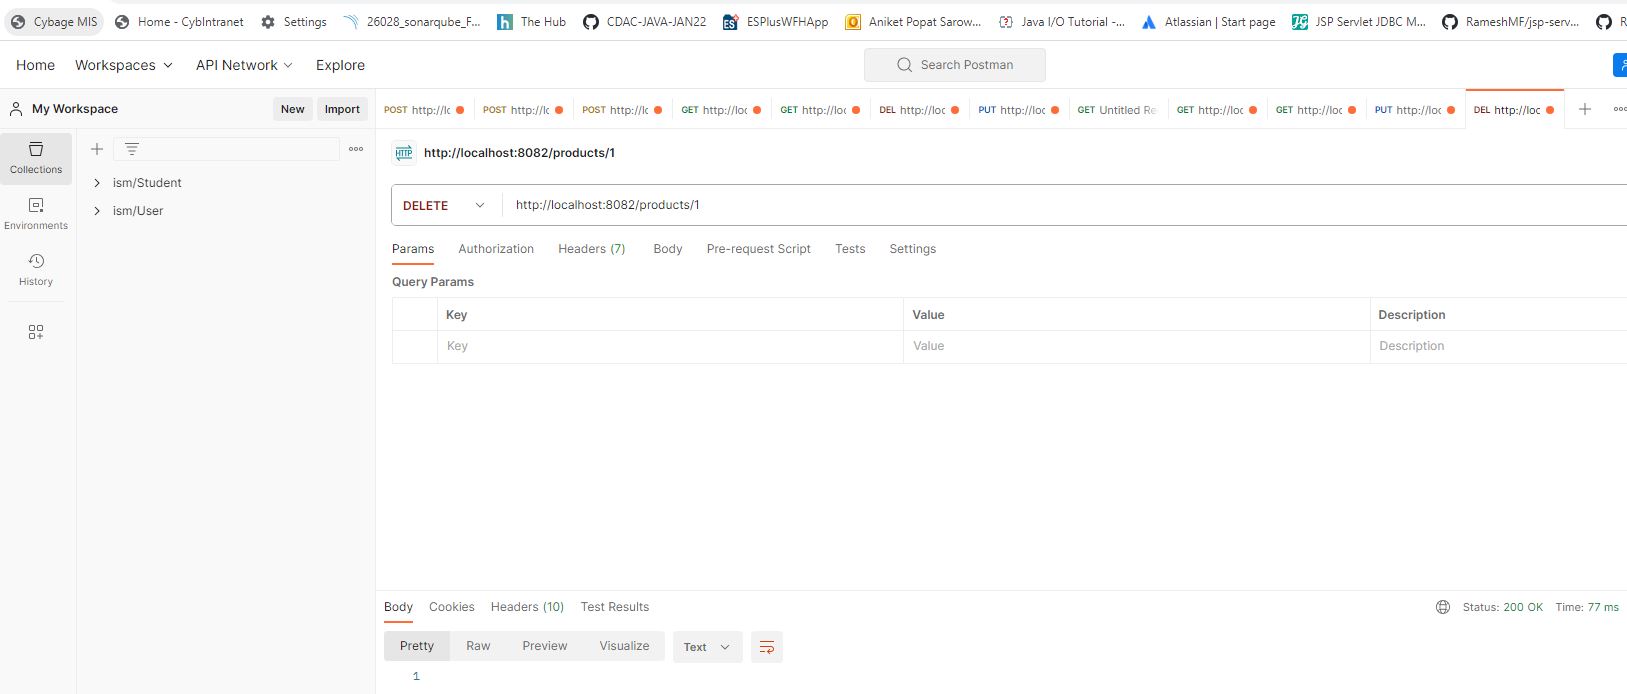 Cybage MIS Home - CybIntranet Settings 26028_sonarqube_F... The Hub CDAC-JAVA-JAN22 ESPlusWFHApp Aniket Popat Sarow... Java I/O Tutorial -... Atlassian | Start page JSP Servlet JDBC M... RameshMF/jsp-serv... R
Home Workspaces API Network Explore Search Postman
My Workspace New Import
POST http://lc POST http://lc POST http://lc GET http://loc GET http://loc DEL http://loc PUT http://loc GET Untitled Re GET http://loc GET http://loc PUT http://loc DEL http://loc
Collections
Environments
History
ism/Student
ism/User
HTTP http://localhost:8082/products/1
DELETE http://localhost:8082/products/1
Params Authorization Headers (7) Body Pre-request Script Tests Settings
Query Params
Key Value Description
Key Value Description
Body Cookies Headers (10) Test Results Status: 200 OK Time: 77 ms
Pretty Raw Preview Visualize Text
1